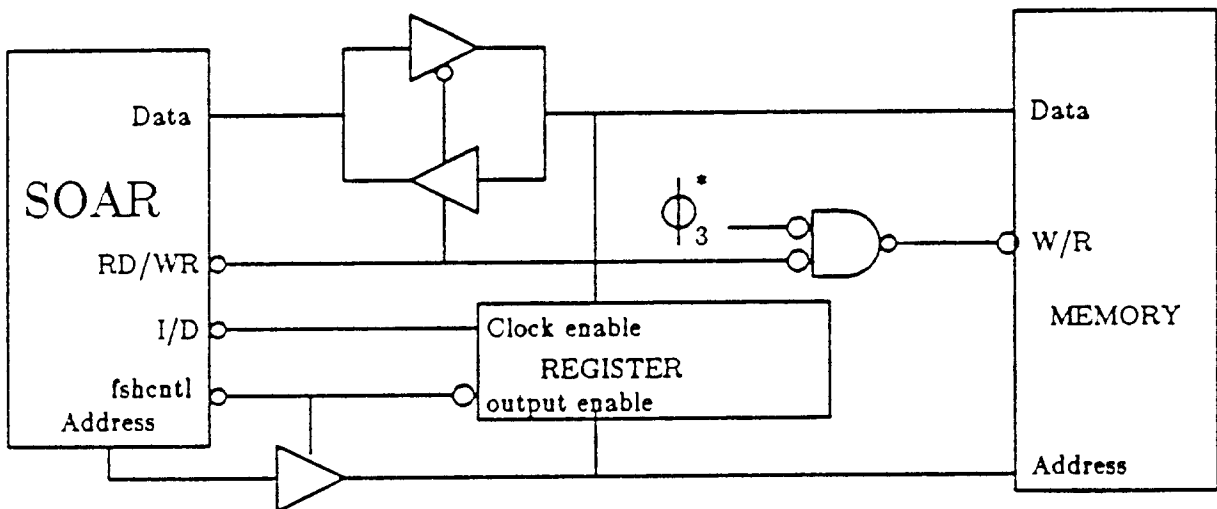 Data
SOAR
RD/WR
I/D
fshcntl
Address
ϕ3*
Clock enable
REGISTER
output enable
Data
W/R
MEMORY
Address